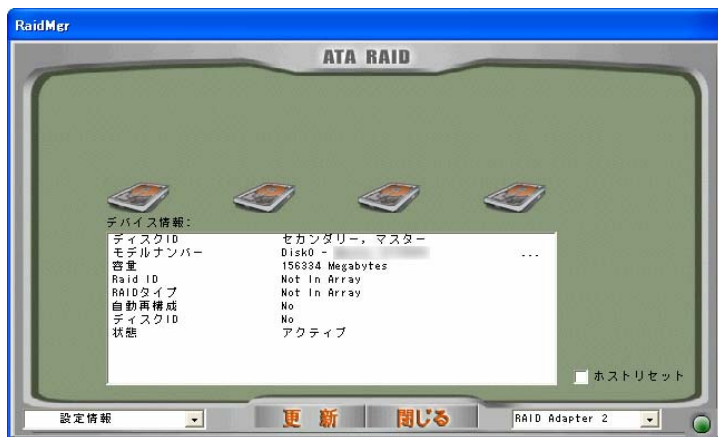 RaidMgr
ATA RAID
デバイス情報:
ディスクID セカンダリー, マスター
モデルナンバー Disk0 - ...
容量 156334 Megabytes
Raid ID Not In Array
RAIDタイプ Not In Array
自動再構成 No
ディスクID No
状態 アクティブ
ホストリセット
設定情報 更 新 閉じる RAID Adapter 2